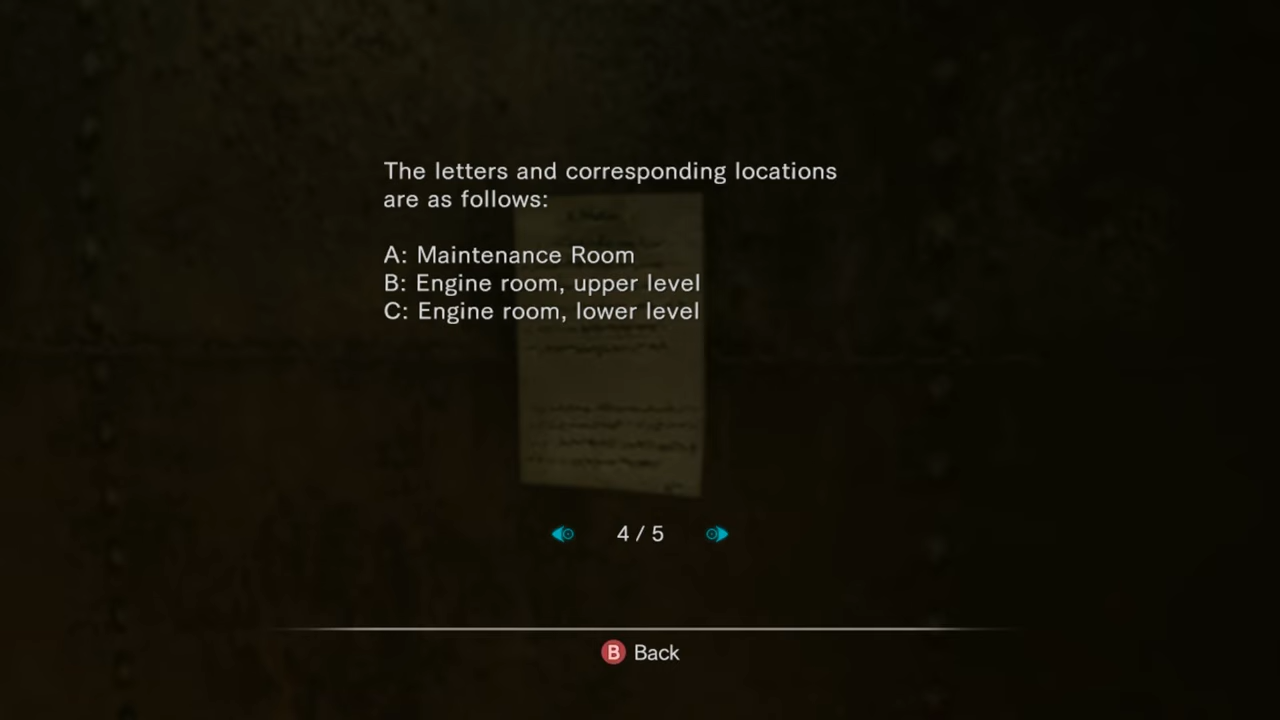 The letters and corresponding locations
are as follows:
A: Maintenance Room
B: Engine room, upper level
C: Engine room, lower level
4 / 5
B Back